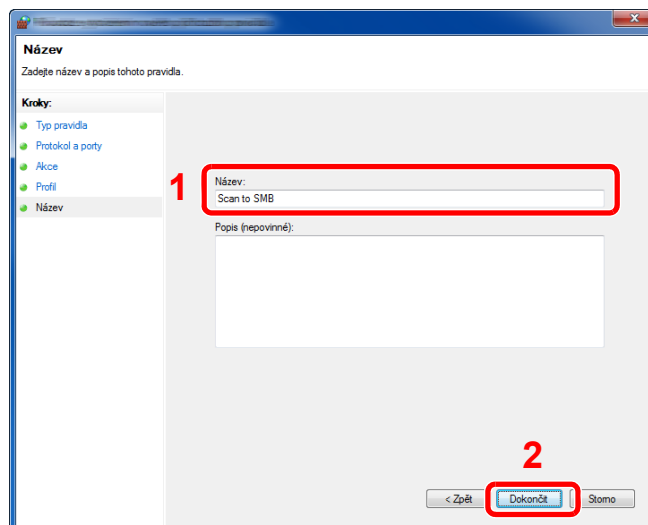 Název
Zadejte název a popis tohoto pravidla.
Kroky:
Typ pravidla
Protokol a porty
Akce
Profil
Název
1
Název:
Scan to SMB
Popis (nepovinné):
2
< Zpět
Dokončit
Storno